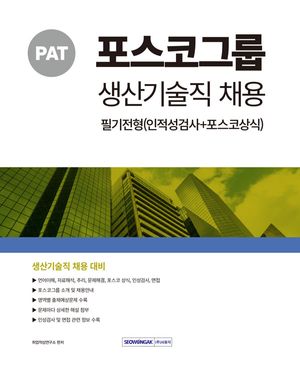 PAT
포스코그룹
생산기술직 채용
필기전형(인적성검사+포스코상식)
생산기술직 채용 대비
▶ 언어이해, 자료해석, 추리, 문제해결, 포스코 상식, 인성검사, 면접
▶ 포스코그룹 소개 및 채용안내
▶ 영역별 출제예상문제 수록
▶ 문제마다 상세한 해설 첨부
▶ 인성검사 및 면접 관련 정보 수록
취업적성연구소 편저
SEOWONGAK (주)서원각